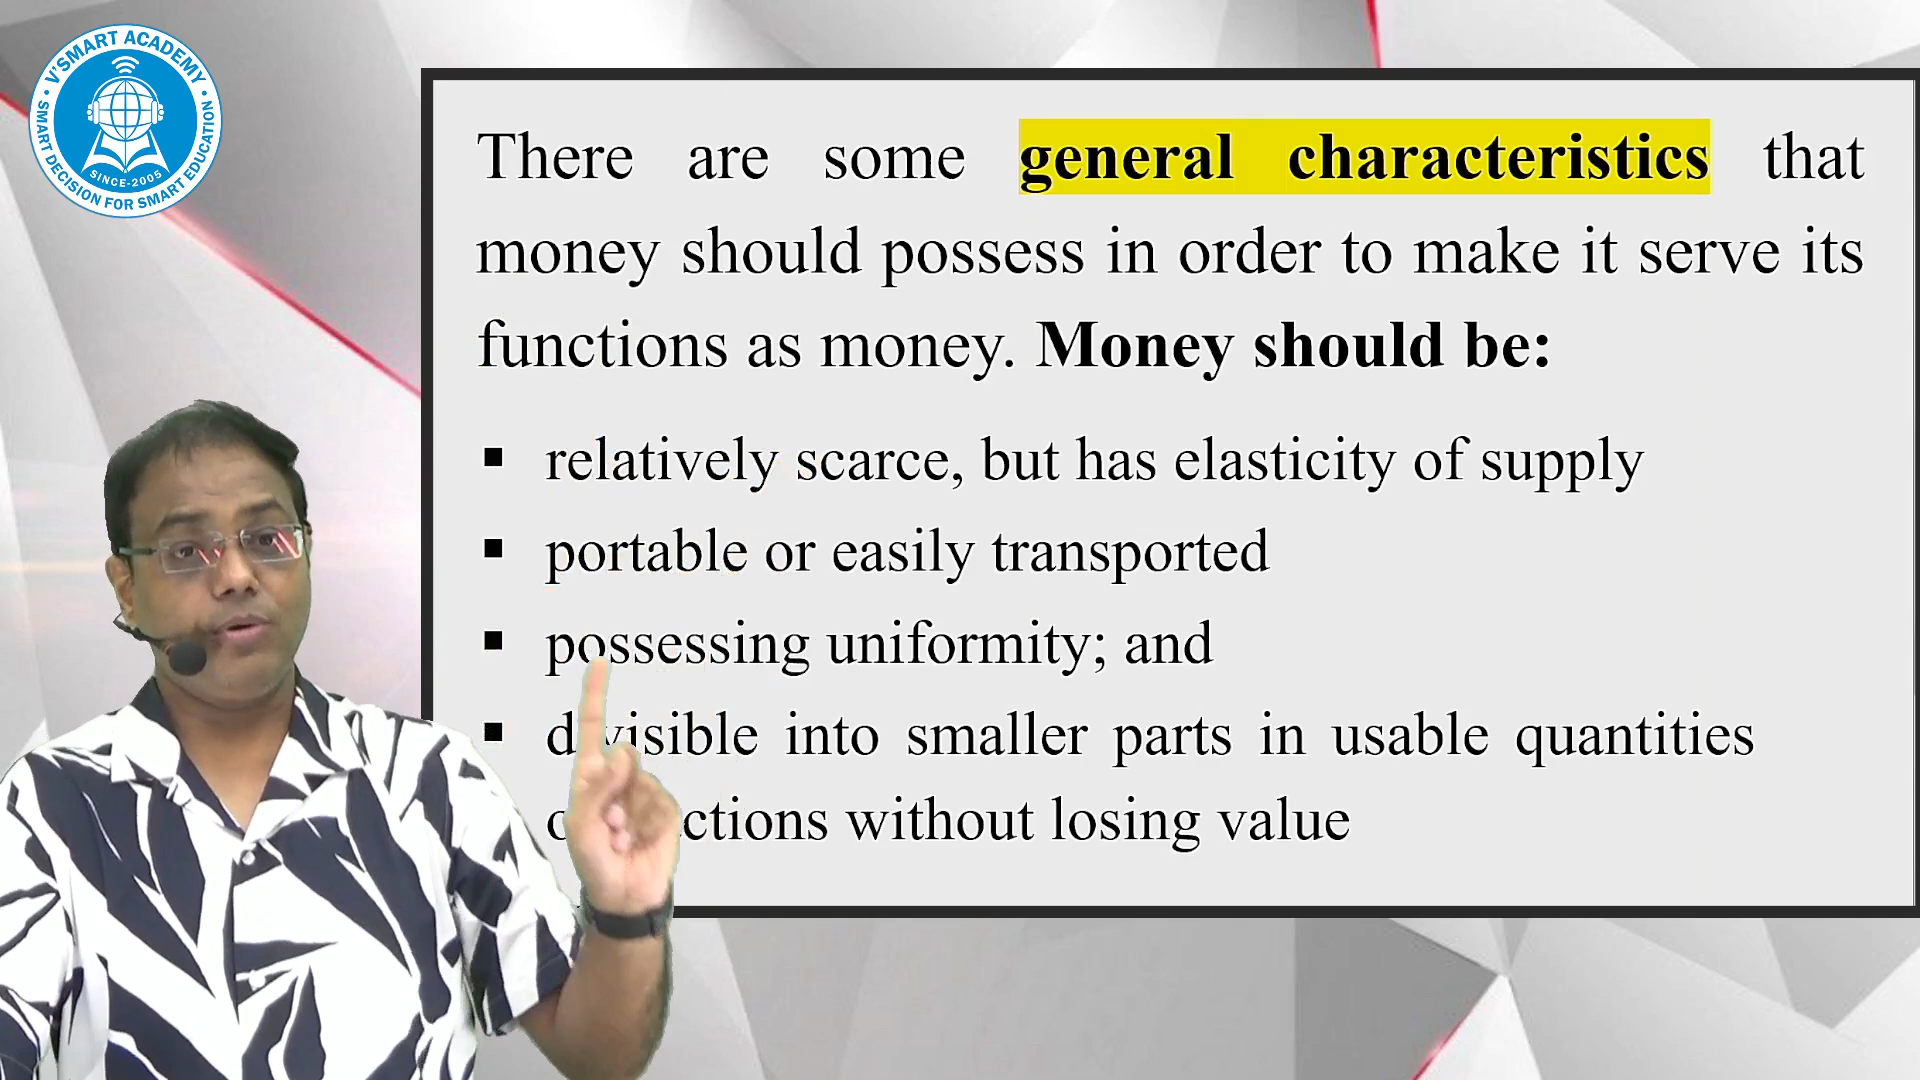 V'SMART ACADEMY
SMART DECISION FOR SMART EDUCATION
SINCE-2005
There are some general characteristics that
money should possess in order to make it serve its
functions as money. Money should be:
▪ relatively scarce, but has elasticity of supply
▪ portable or easily transported
▪ possessing uniformity; and
▪ divisible into smaller parts in usable quantities
without losing value